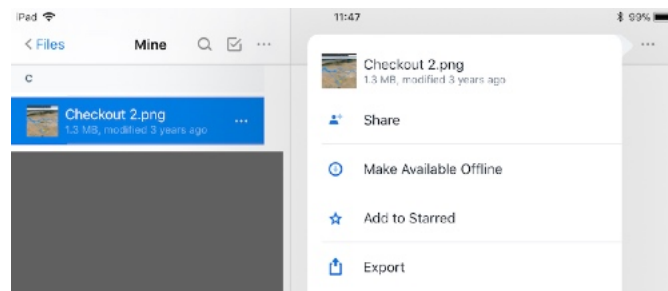 iPad 11:47 99%
< Files Mine ...
...
C
Checkout 2.png
1.3 MB, modified 3 years ago
...
Checkout 2.png
1.3 MB, modified 3 years ago
Share
Make Available Offline
Add to Starred
Export